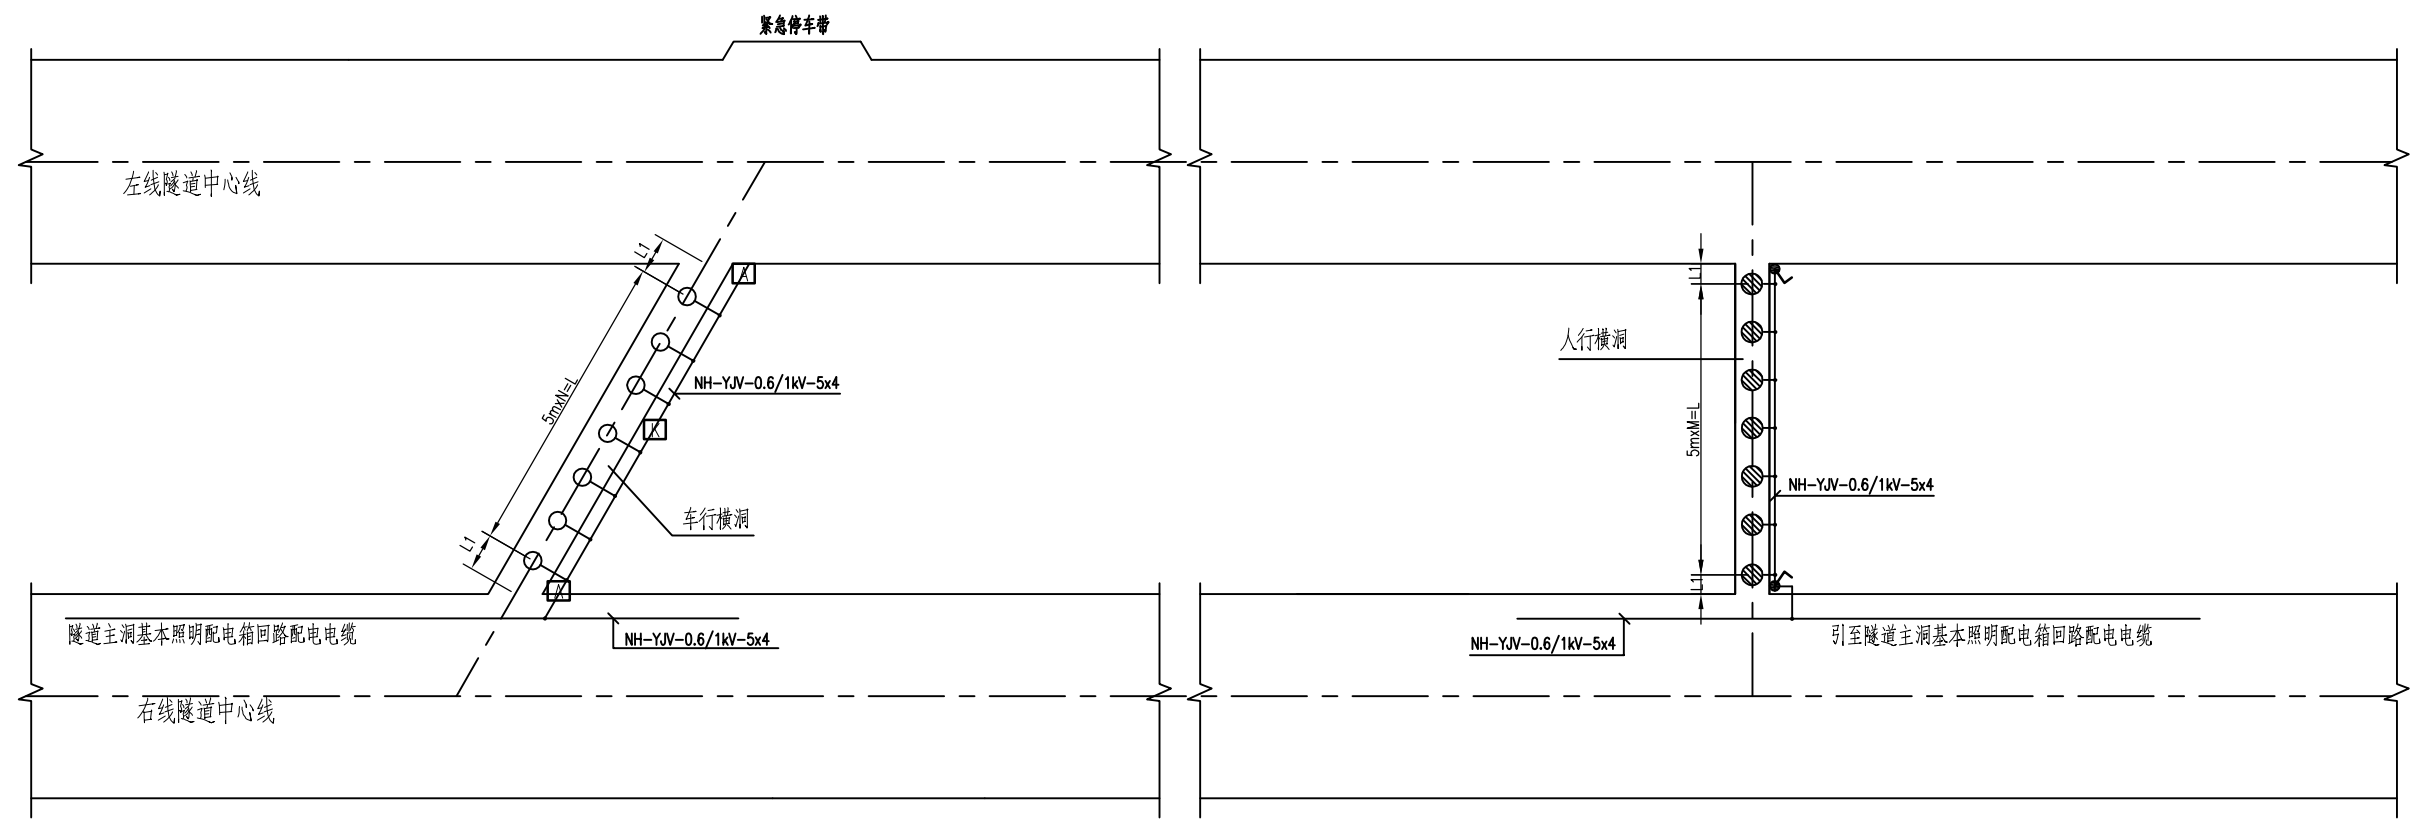 紧急停车带
左线隧道中心线
L1
A
L1
人行横洞
5mxN=L
NH-YJV-0.6/1kV-5x4
K
5mxM=L
NH-YJV-0.6/1kV-5x4
车行横洞
L1
A
L1
隧道主洞基本照明配电箱回路配电电缆
NH-YJV-0.6/1kV-5x4
NH-YJV-0.6/1kV-5x4
引至隧道主洞基本照明配电箱回路配电电缆
右线隧道中心线